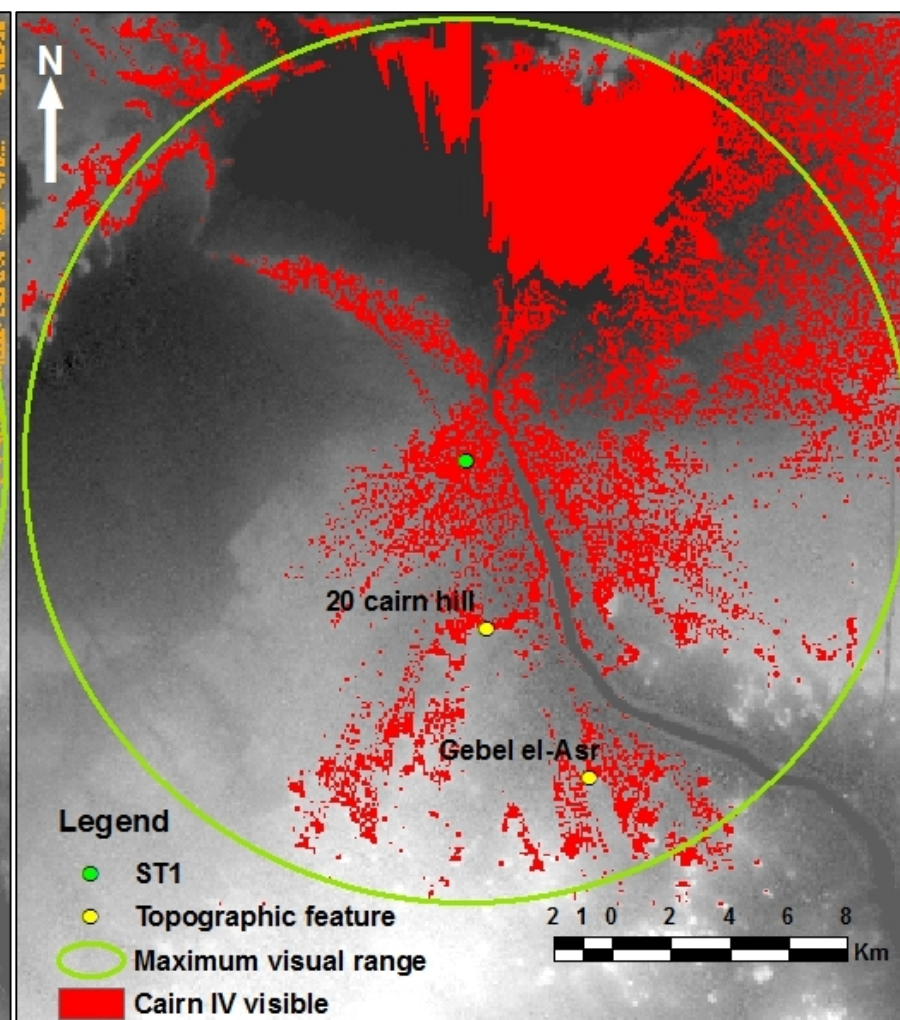 N
20 cairn hill
Gebel el-Asr
Legend
ST1
Topographic feature
Maximum visual range
Cairn IV visible
2 1 0 2 4 6 8
Km